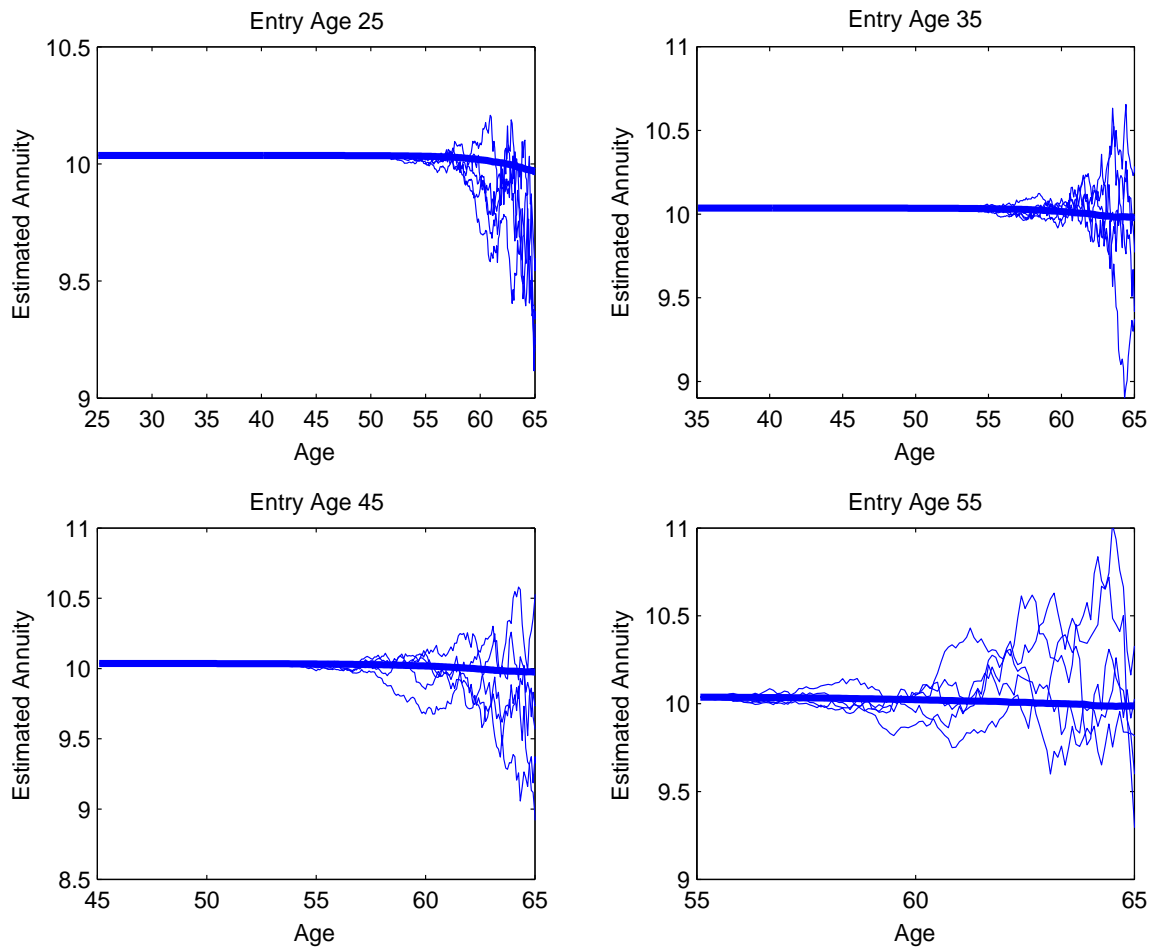 Entry Age 25
Estimated Annuity
10.5
10
9.5
9
25 30 35 40 45 50 55 60 65
Age
Entry Age 35
Estimated Annuity
11
10.5
10
9.5
9
35 40 45 50 55 60 65
Age
Entry Age 45
Estimated Annuity
11
10.5
10
9.5
9
8.5
45 50 55 60 65
Age
Entry Age 55
Estimated Annuity
11
10.5
10
9.5
9
55 60 65
Age